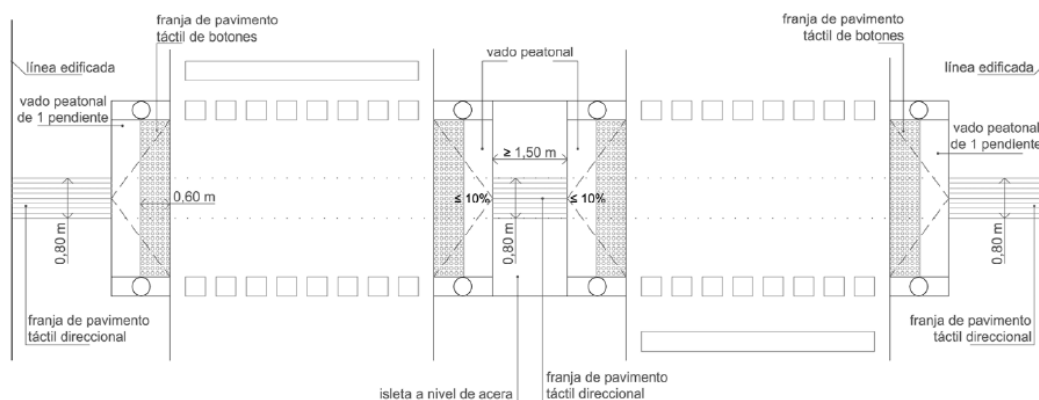 franja de pavimento
táctil de botones
línea edificada
vado peatonal
de 1 pendiente
vado peatonal
franja de pavimento
táctil de botones
línea edificada
vado peatonal
de 1 pendiente
≥ 1,50 m
0,60 m
≤ 10%
≤ 10%
0,80 m
0,80 m
0,80 m
franja de pavimento
táctil direccional
franja de pavimento
táctil direccional
isleta a nivel de acera
franja de pavimento
táctil direccional